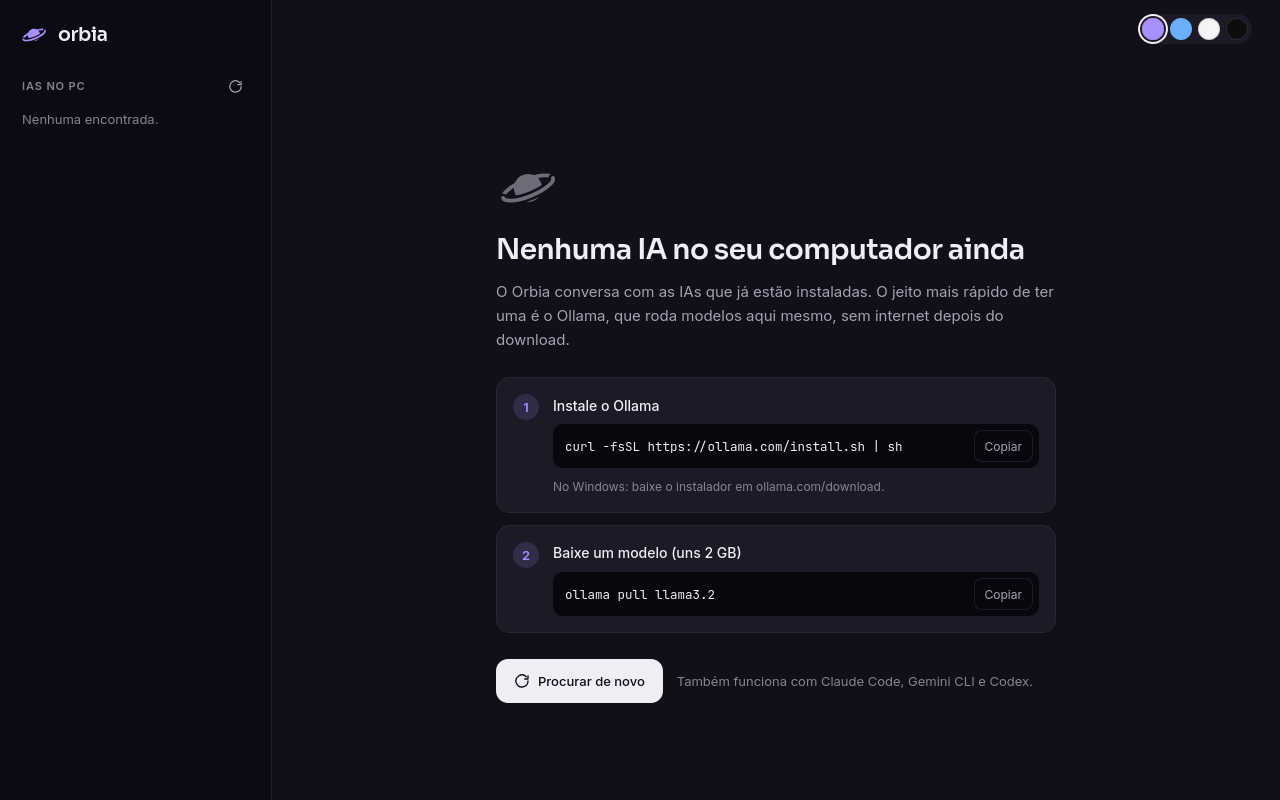 orbia
IAS NO PC
Nenhuma encontrada.
Nenhuma IA no seu computador ainda
O Orbia conversa com as IAs que já estão instaladas. O jeito mais rápido de ter
uma é o Ollama, que roda modelos aqui mesmo, sem internet depois do
download.
1
Instale o Ollama
curl -fsSL https://ollama.com/install.sh | sh
Copiar
No Windows: baixe o instalador em ollama.com/download.
2
Baixe um modelo (uns 2 GB)
ollama pull llama3.2
Copiar
Procurar de novo
Também funciona com Claude Code, Gemini CLI e Codex.